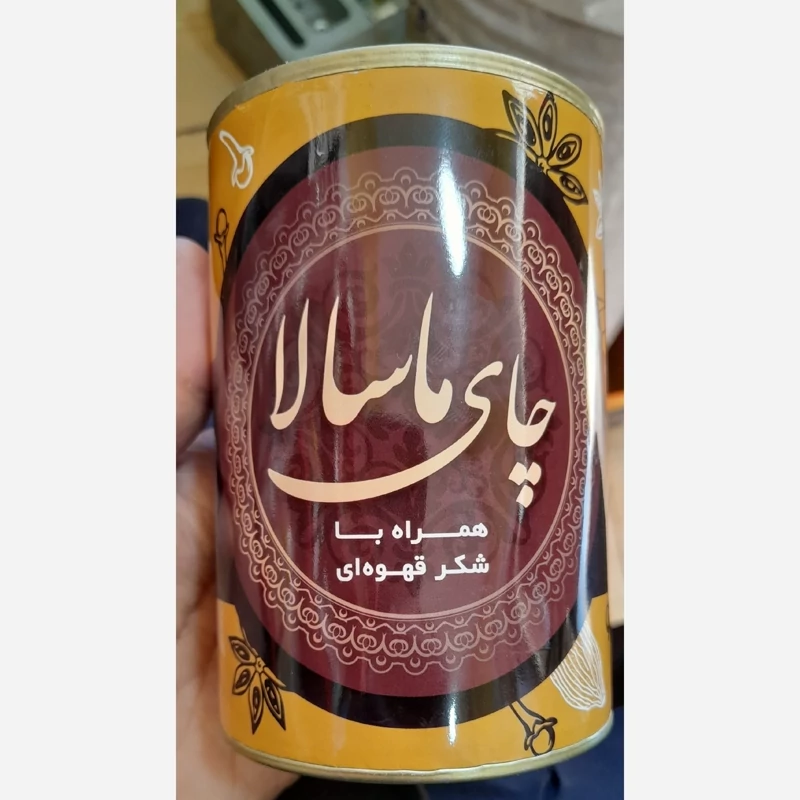 چای ماسالا
همراه با
شکر قهوه‌ای